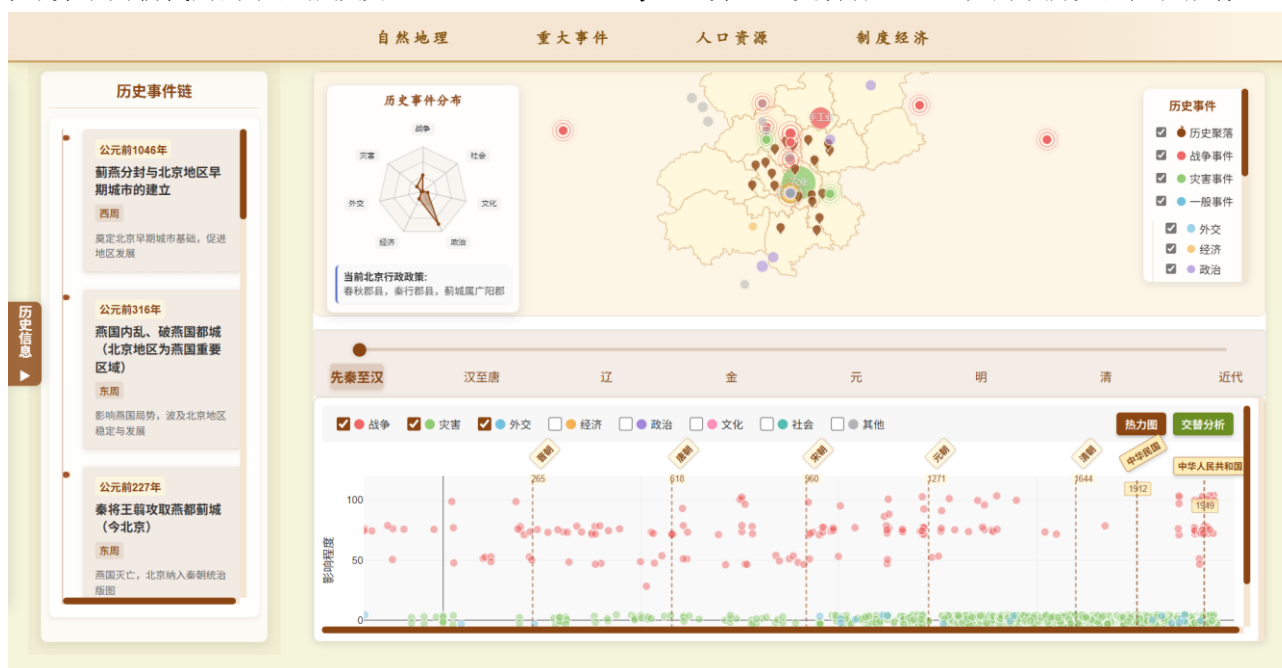 自然地理 重大事件 人口资源 制度经济
历史信息
历史事件链
公元前1046年
蓟燕分封与北京地区早
期城市的建立
西周
奠定北京早期城市基础，促进
地区发展
公元前316年
燕国内乱、破燕国都城
（北京地区为燕国重要
区域）
东周
影响燕国局势，波及北京地区
稳定与发展
公元前227年
秦将王翦攻取燕都蓟城
（今北京）
东周
燕国灭亡，北京纳入秦朝统治
版图
历史事件分布
战争
灾害 社会
外交 文化
经济 政治
当前北京行政政策:
春秋郡县，秦行郡县，蓟城属广阳郡
历史事件
历史聚落
战争事件
灾害事件
一般事件
外交
经济
政治
先秦至汉 汉至唐 辽 金 元 明 清 近代
战争 灾害 外交 经济 政治 文化 社会 其他 热力图 交替分析
晋朝 唐朝 宋朝 元朝 清朝 中华民国 中华人民共和国
265 618 960 1271 1644 1912 1949
影响程度
100
50
0